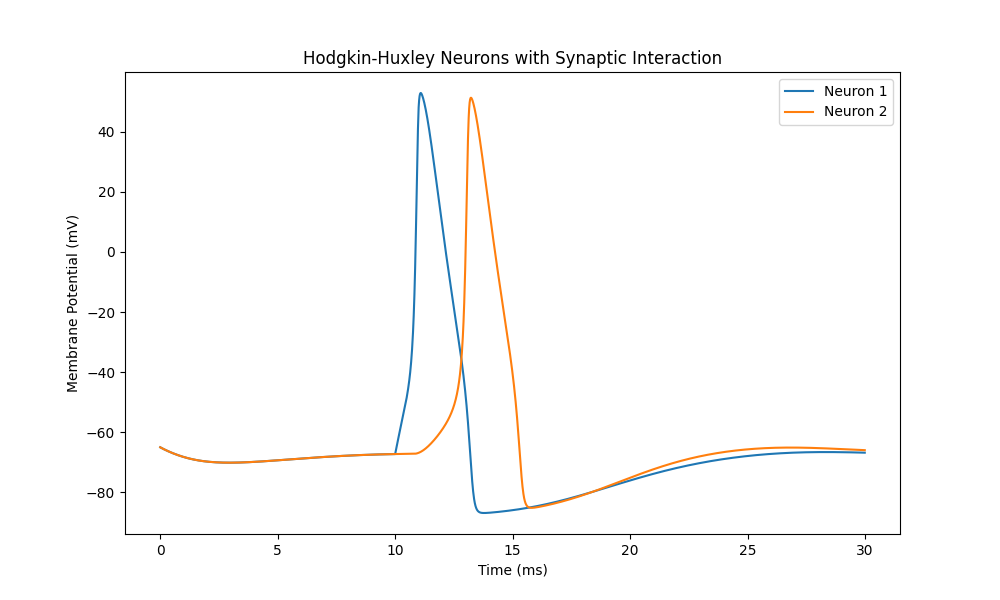 Hodgkin-Huxley Neurons with Synaptic Interaction
Neuron 1
Neuron 2
Membrane Potential (mV)
40
20
0
−20
−40
−60
−80
0 5 10 15 20 25 30
Time (ms)